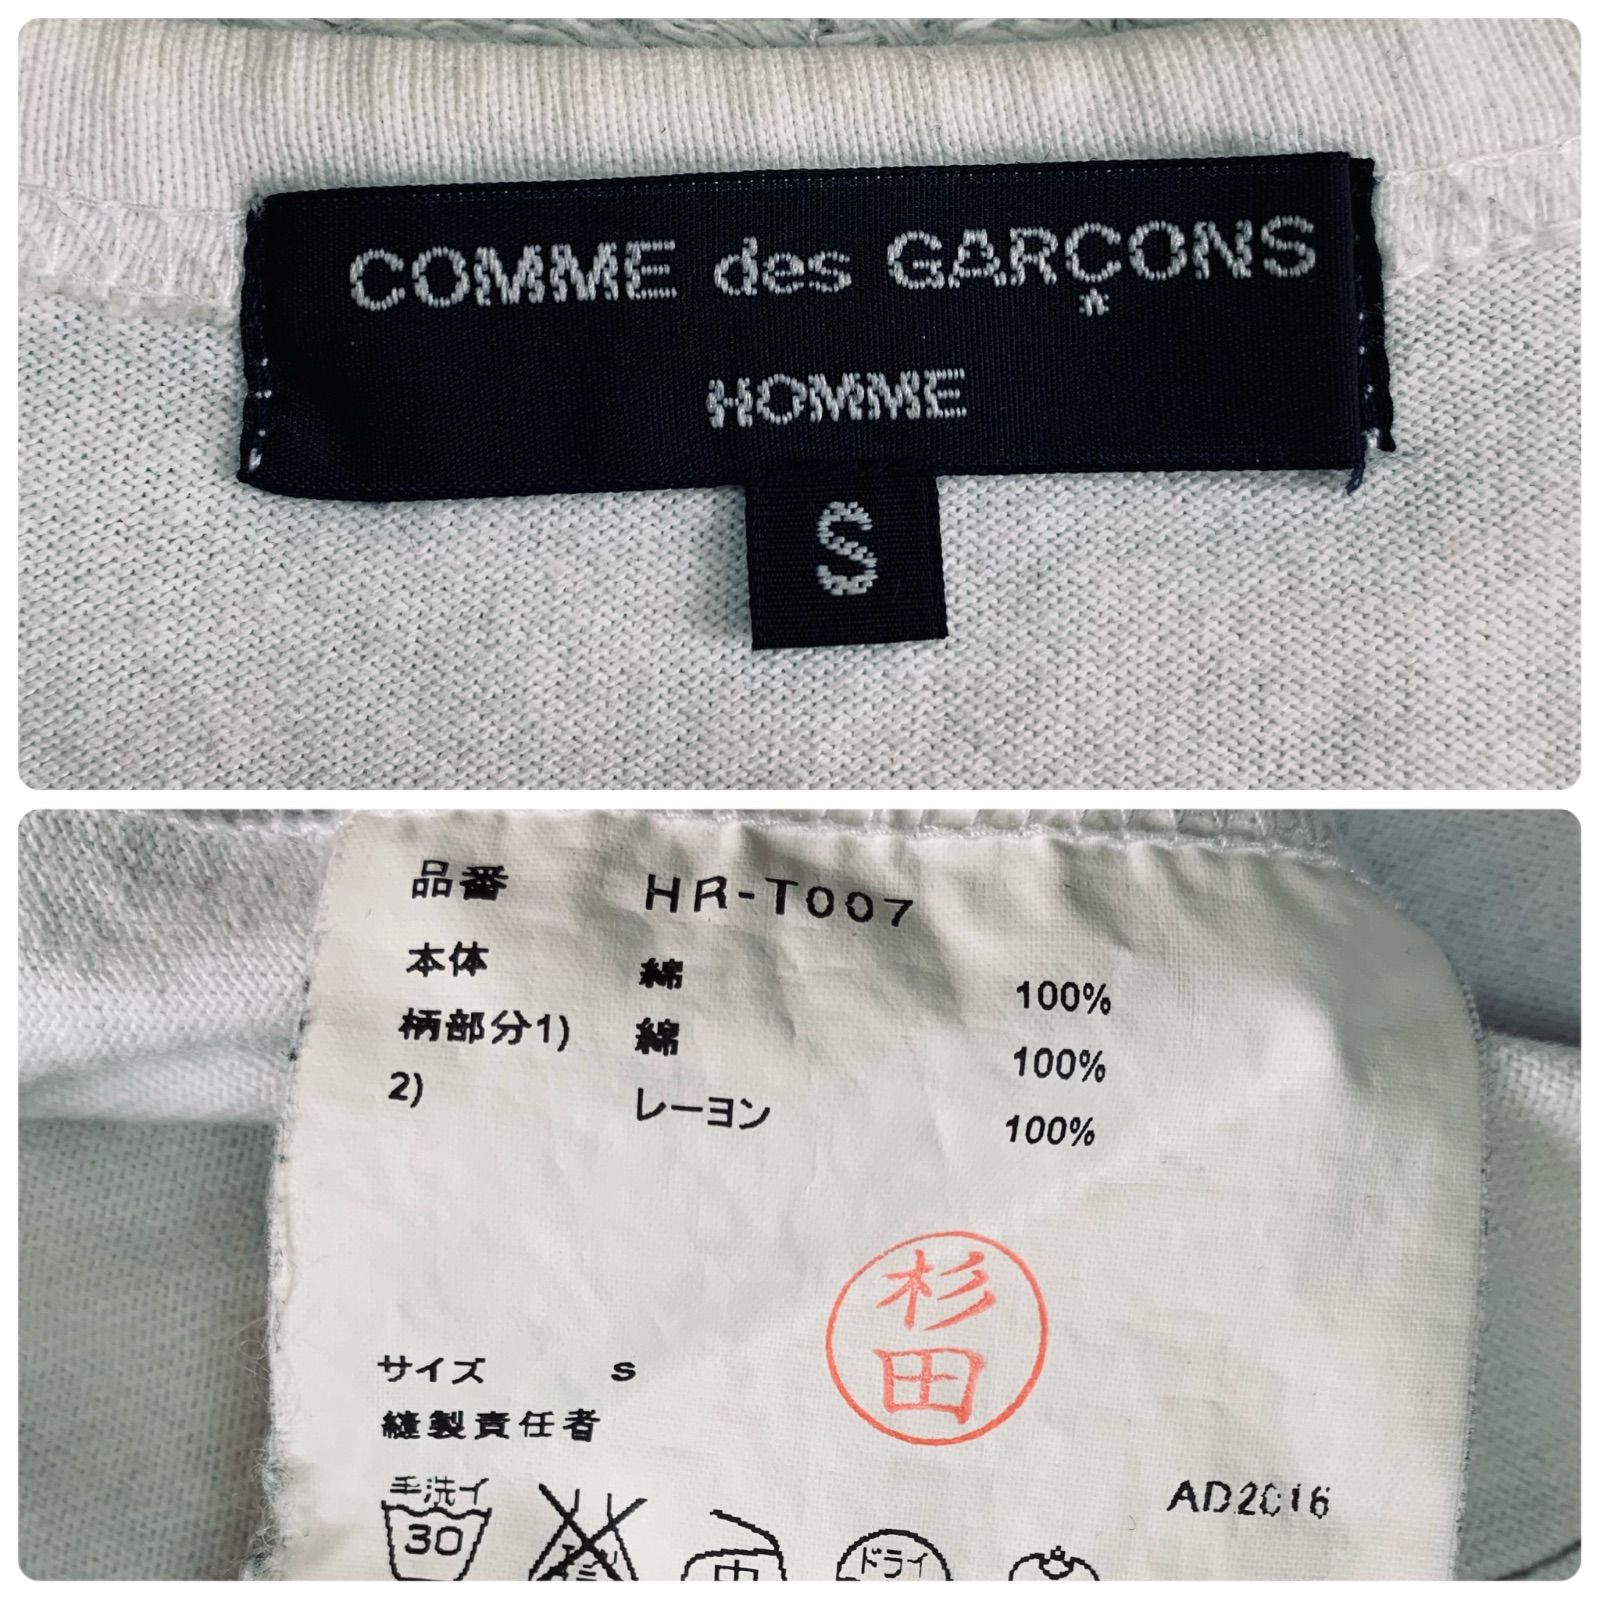 COMME des GARÇONS
HOMME
S
品番 HR-T007
本体 綿 100%
柄部分1) 綿 100%
2) レーヨン 100%
杉田
サイズ S
縫製責任者
AD2016
手洗イ
30
中
ドライ